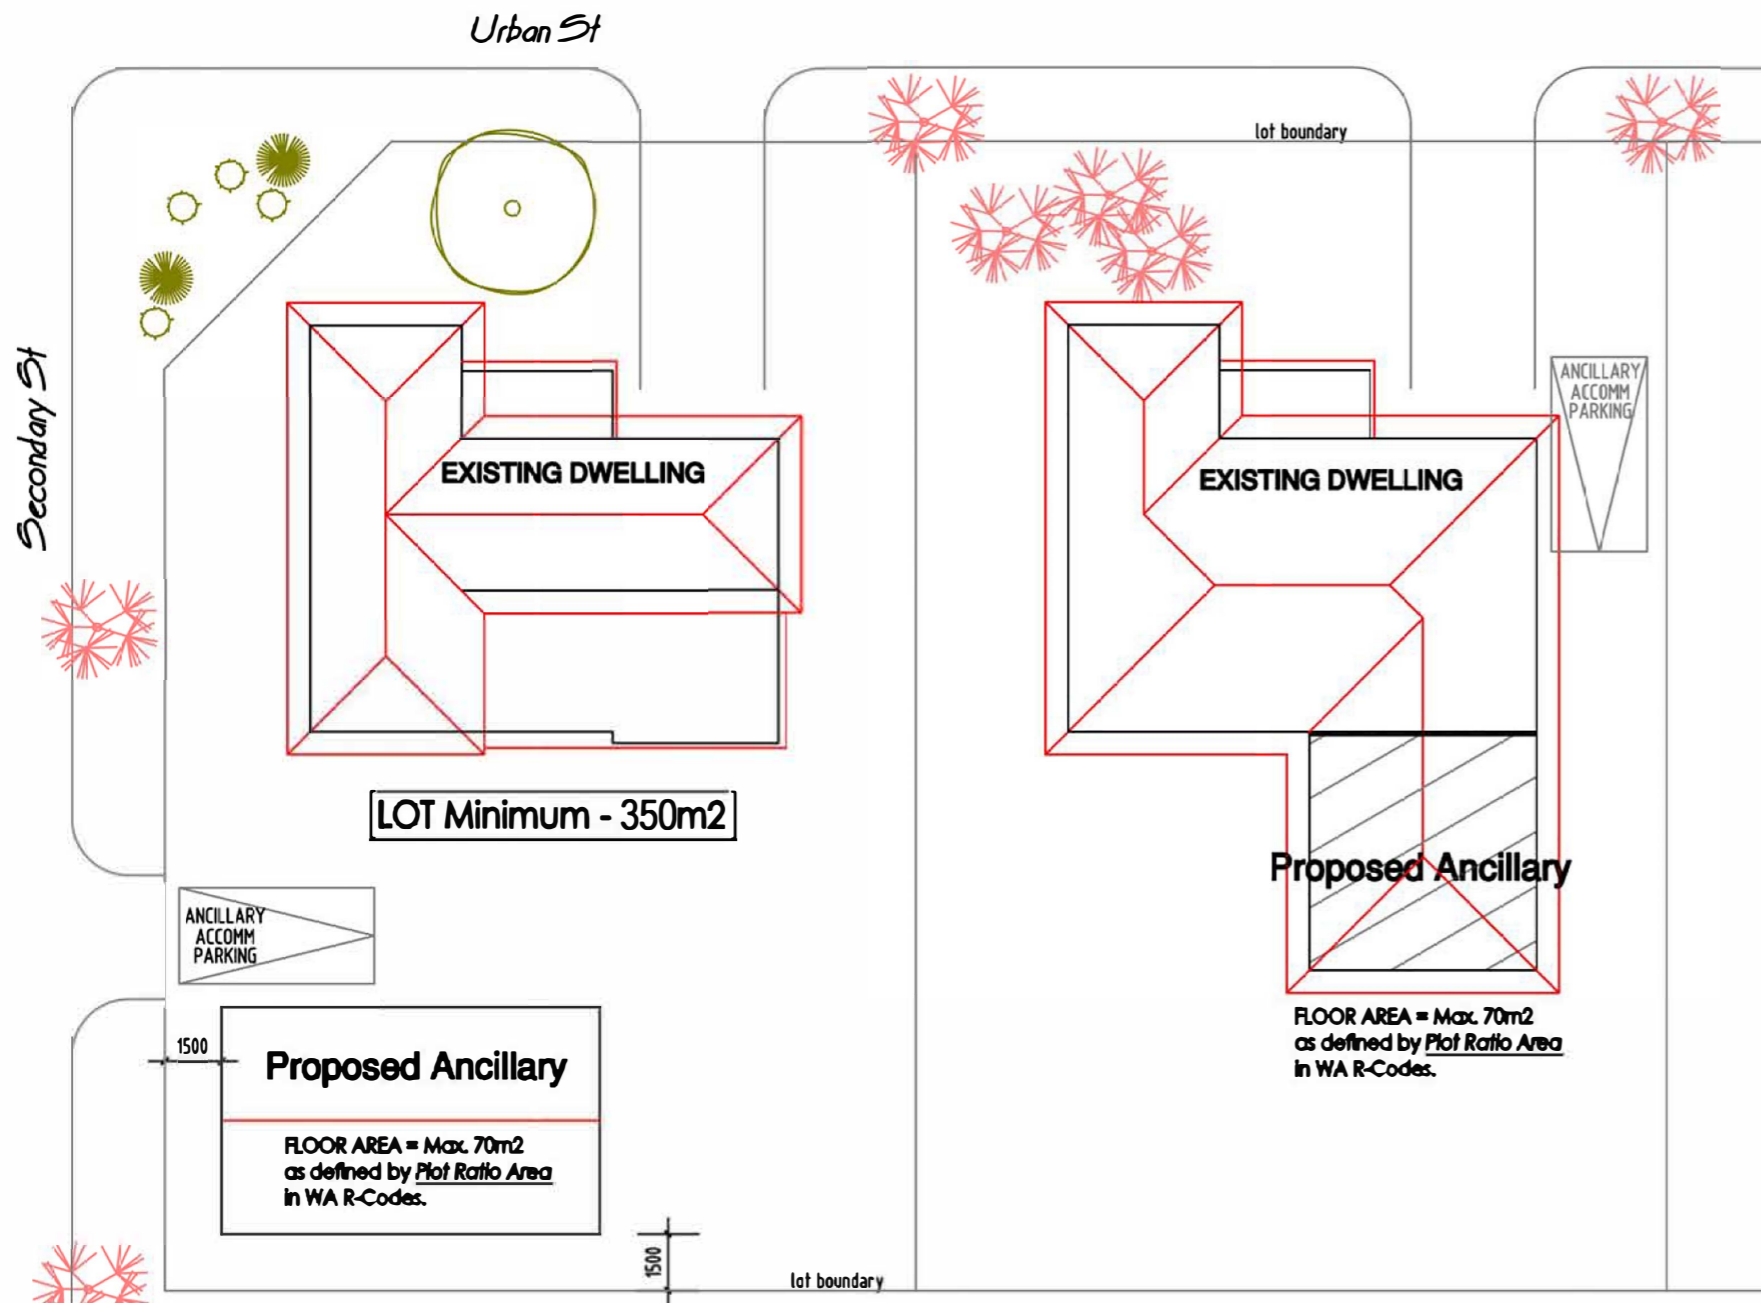 Urban St
lot boundary
Secondary St
ANCILLARY
ACCOMM
PARKING
EXISTING DWELLING
EXISTING DWELLING
LOT Minimum - 350m2
Proposed Ancillary
FLOOR AREA = Max. 70m2
as defined by Plot Ratio Area
in WA R-Codes.
ANCILLARY
ACCOMM
PARKING
1500
Proposed Ancillary
FLOOR AREA = Max. 70m2
as defined by Plot Ratio Area
in WA R-Codes.
1500
lot boundary